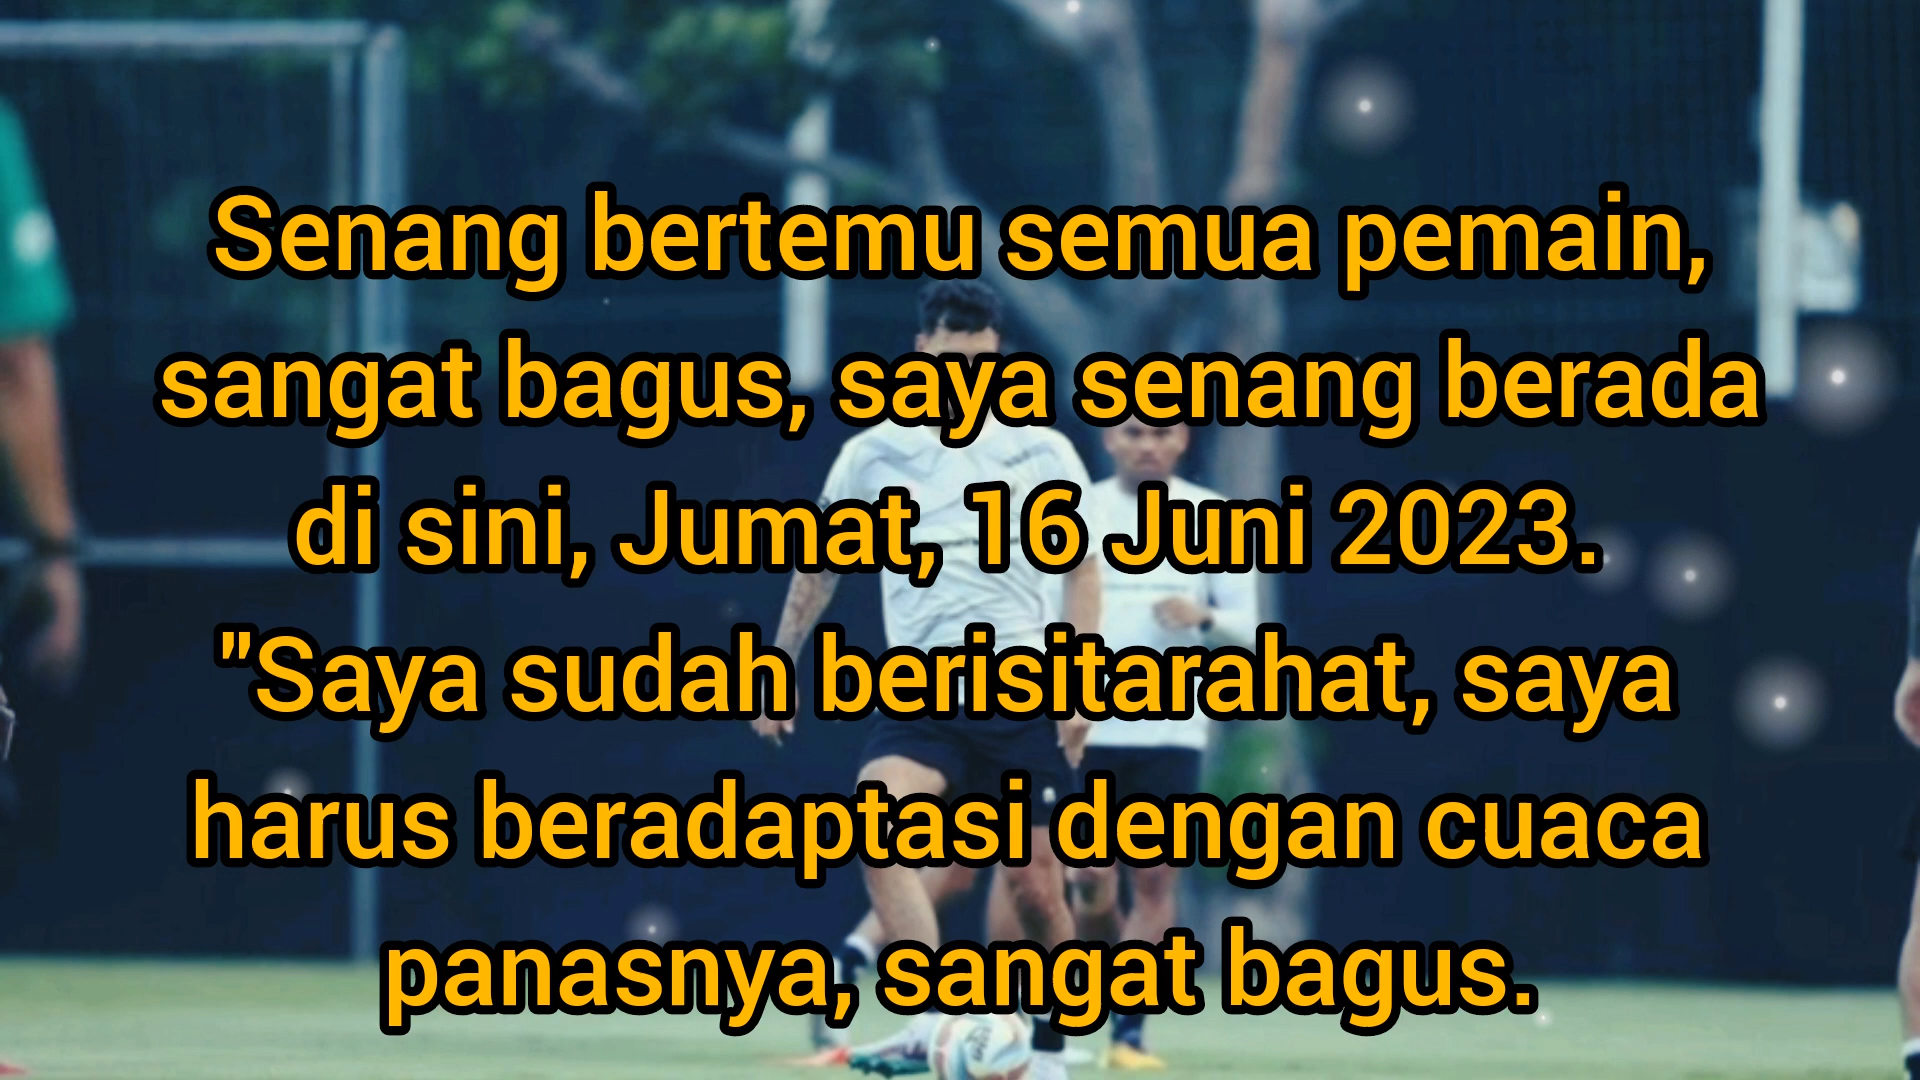 Senang bertemu semua pemain,
sangat bagus, saya senang berada
di sini, Jumat, 16 Juni 2023.
"Saya sudah berisitarahat, saya
harus beradaptasi dengan cuaca
panasnya, sangat bagus.